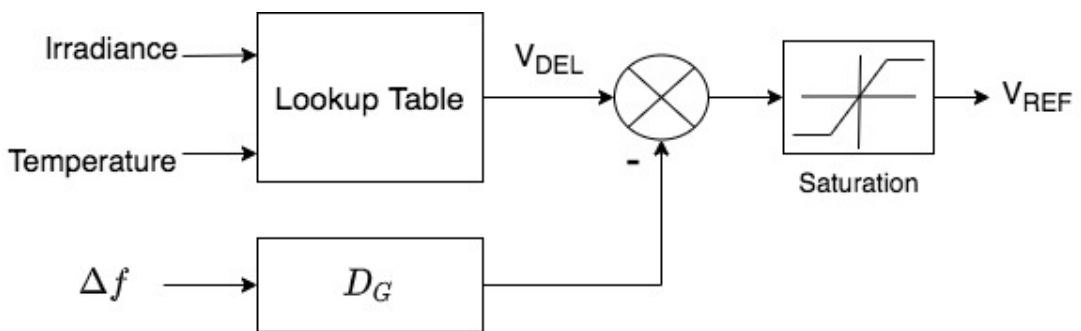 Irradiance
Lookup Table
V_DEL
V_REF
Temperature
-
Saturation
Δf
D_G